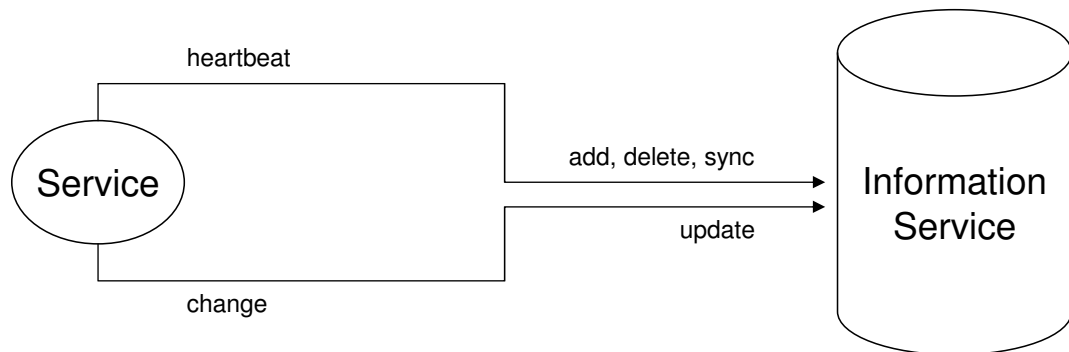 heartbeat
add, delete, sync
Service
Information
Service
update
change